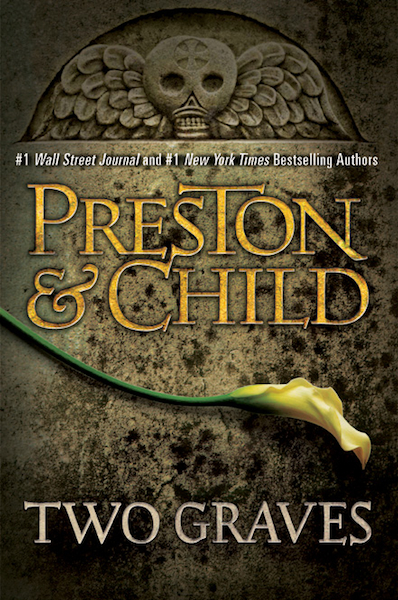 #1 Wall Street Journal and #1 New York Times Bestselling Authors
PRESTON
& CHILD
TWO GRAVES